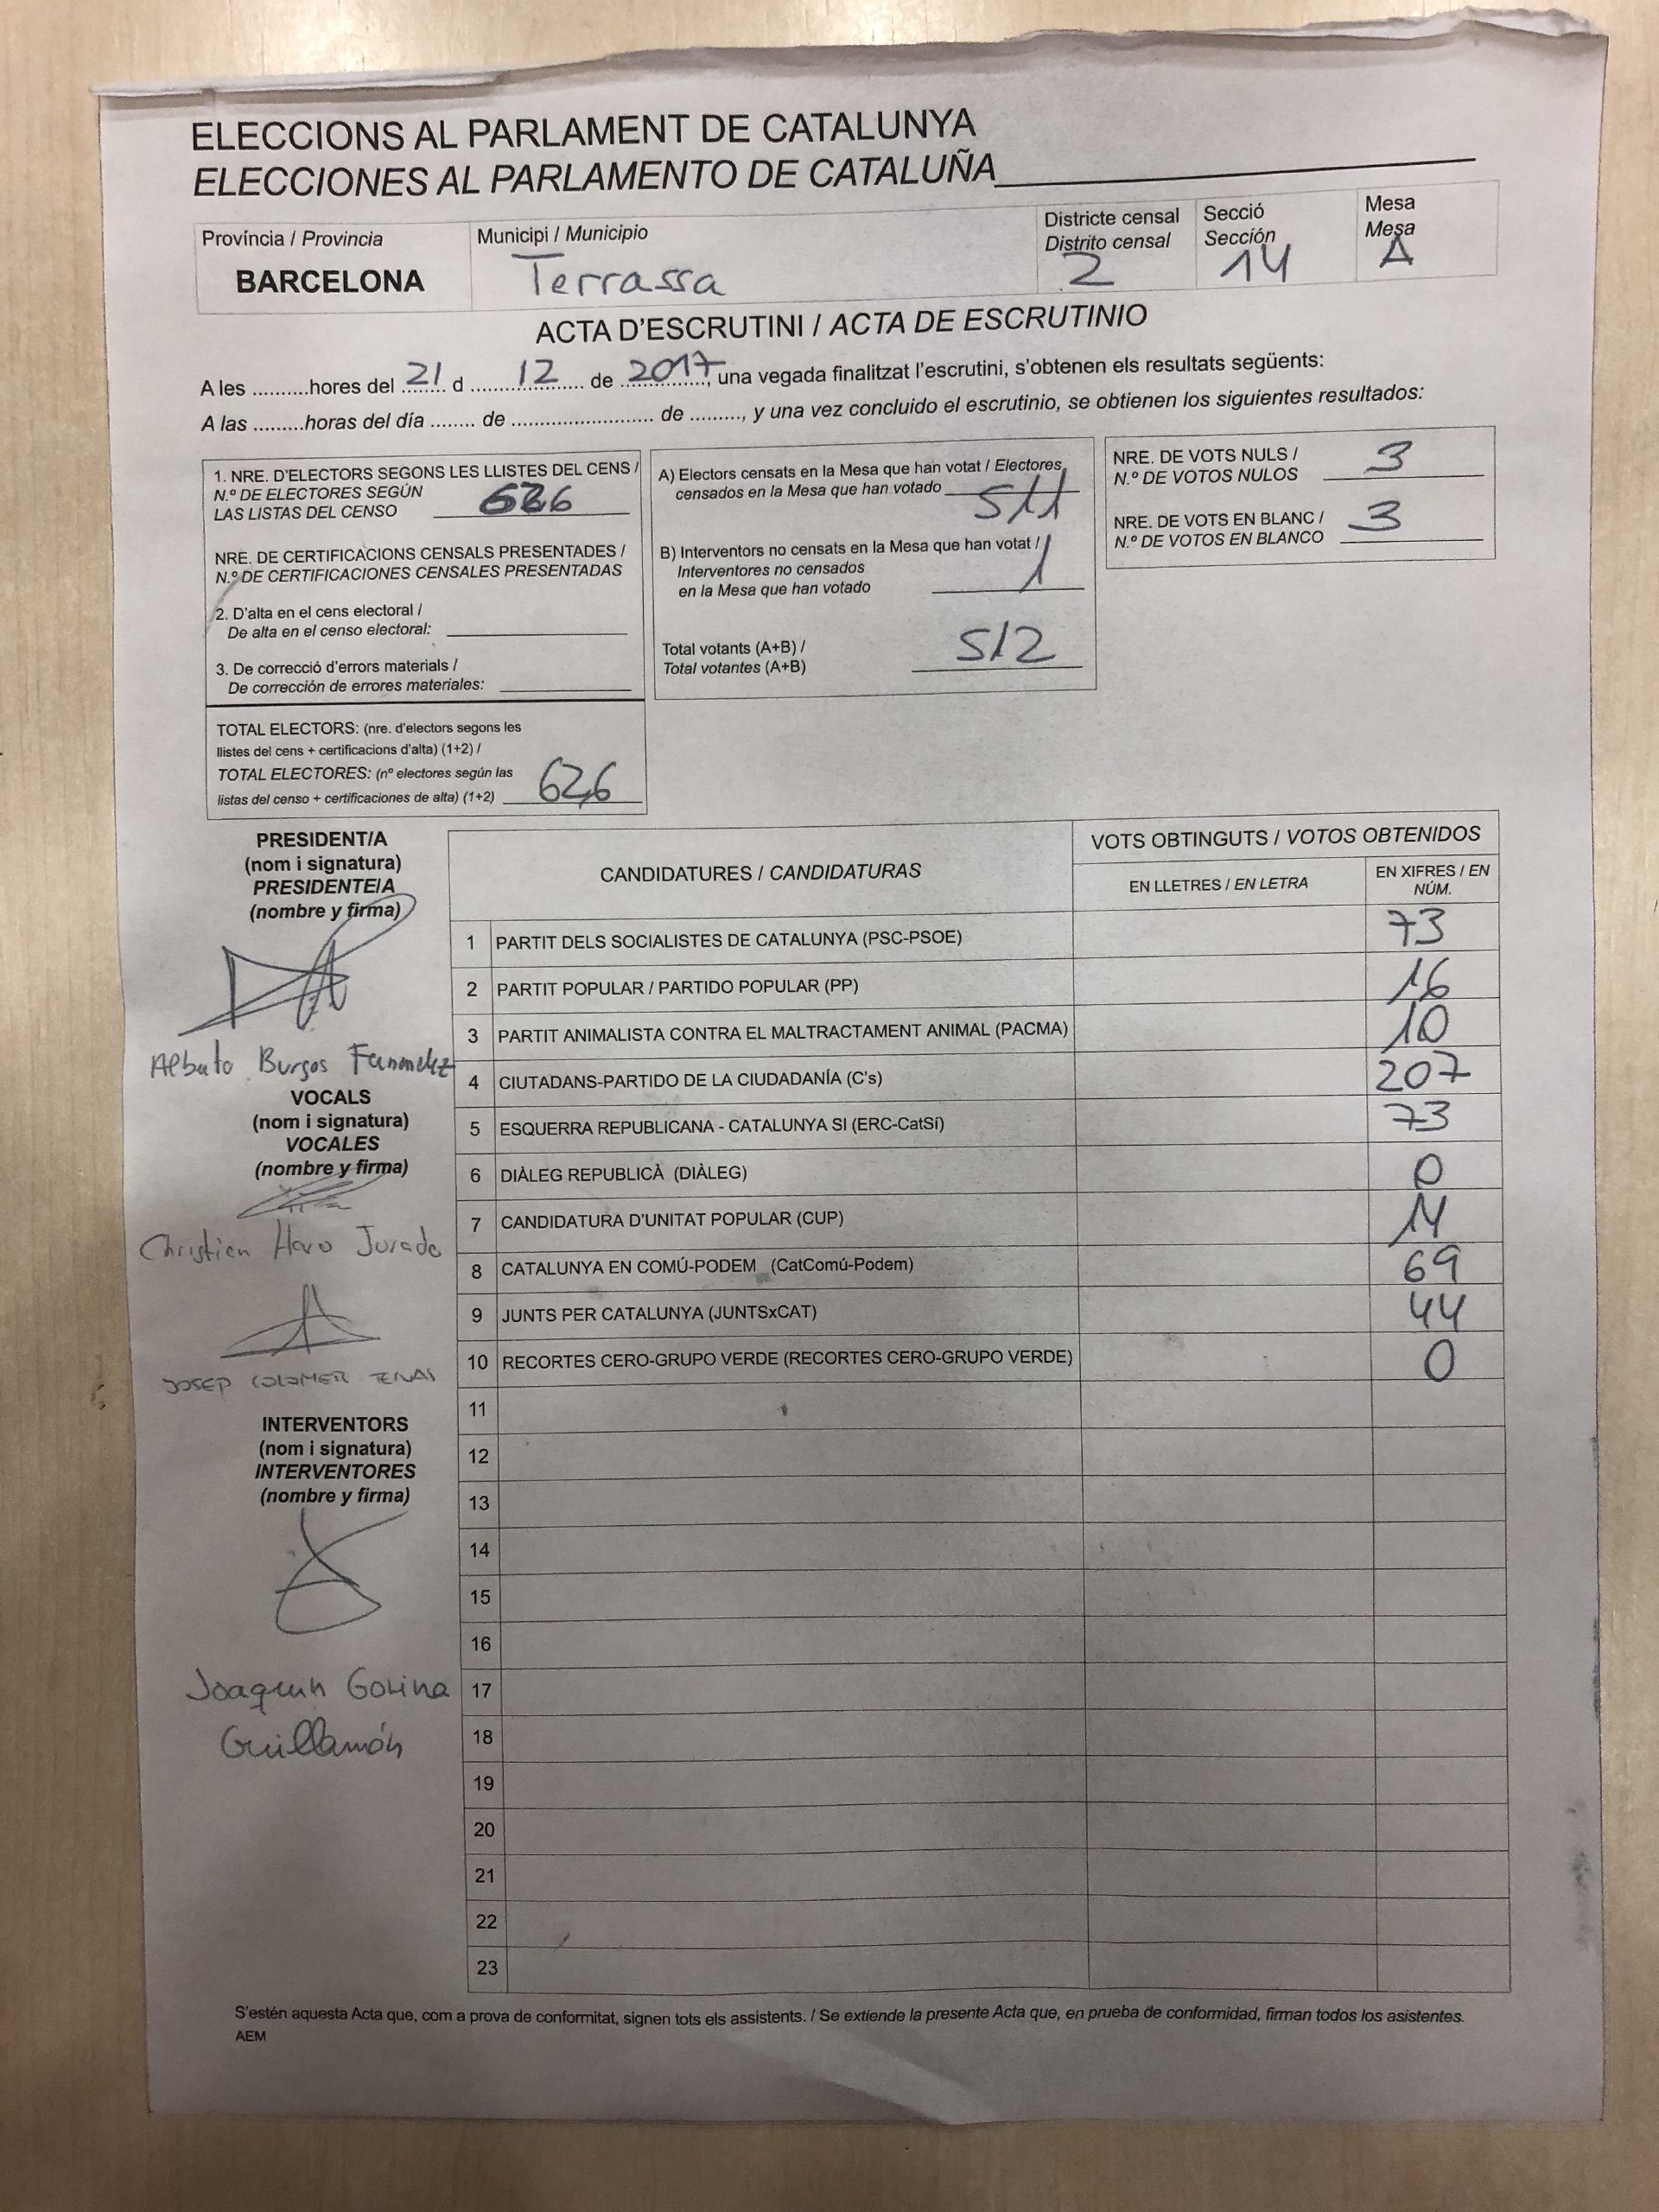 ELECCIONS AL PARLAMENT DE CATALUNYA
ELECCIONES AL PARLAMENTO DE CATALUÑA
Província / Provincia
BARCELONA
Municipi / Municipio
Terrassa
Districte censal
Distrito censal
2
Secció
Sección
14
Mesa
Mesa
A
ACTA D'ESCRUTINI / ACTA DE ESCRUTINIO
A les ..........hores del 21 d 12 de 2017, una vegada finalitzat l'escrutini, s'obtenen els resultats següents:
A las .........horas del día ........ de ......................... de ........., y una vez concluido el escrutinio, se obtienen los siguientes resultados:
1. NRE. D'ELECTORS SEGONS LES LLISTES DEL CENS /
N.º DE ELECTORES SEGÚN
LAS LISTAS DEL CENSO 626
NRE. DE CERTIFICACIONS CENSALS PRESENTADES /
N.º DE CERTIFICACIONES CENSALES PRESENTADAS
2. D'alta en el cens electoral /
De alta en el censo electoral:
3. De correcció d'errors materials /
De corrección de errores materiales:
TOTAL ELECTORS: (nre. d'electors segons les
llistes del cens + certificacions d'alta) (1+2) /
TOTAL ELECTORES: (nº electores según las
listas del censo + certificaciones de alta) (1+2) 626
A) Electors censats en la Mesa que han votat / Electores
censados en la Mesa que han votado 511
B) Interventors no censats en la Mesa que han votat /
Interventores no censados
en la Mesa que han votado 1
Total votants (A+B) /
Total votantes (A+B) 512
NRE. DE VOTS NULS /
N.º DE VOTOS NULOS 3
NRE. DE VOTS EN BLANC /
N.º DE VOTOS EN BLANCO 3
PRESIDENT/A
(nom i signatura)
PRESIDENTE/A
(nombre y firma)
Alberto Burgos Fernandez
VOCALS
(nom i signatura)
VOCALES
(nombre y firma)
Christian Haro Jurado
JOSEP COLOMER TENAS
INTERVENTORS
(nom i signatura)
INTERVENTORES
(nombre y firma)
Joaquin Gorina
Guillamón
CANDIDATURES / CANDIDATURAS
VOTS OBTINGUTS / VOTOS OBTENIDOS
EN LLETRES / EN LETRA
EN XIFRES / EN
NÚM.
1 PARTIT DELS SOCIALISTES DE CATALUNYA (PSC-PSOE) 73
2 PARTIT POPULAR / PARTIDO POPULAR (PP) 16
3 PARTIT ANIMALISTA CONTRA EL MALTRACTAMENT ANIMAL (PACMA) 10
4 CIUTADANS-PARTIDO DE LA CIUDADANÍA (C's) 207
5 ESQUERRA REPUBLICANA - CATALUNYA SI (ERC-CatSí) 73
6 DIÀLEG REPUBLICÀ (DIÀLEG) 0
7 CANDIDATURA D'UNITAT POPULAR (CUP) 14
8 CATALUNYA EN COMÚ-PODEM (CatComú-Podem) 69
9 JUNTS PER CATALUNYA (JUNTSxCAT) 44
10 RECORTES CERO-GRUPO VERDE (RECORTES CERO-GRUPO VERDE) 0
11
12
13
14
15
16
17
18
19
20
21
22
23
S'estén aquesta Acta que, com a prova de conformitat, signen tots els assistents. / Se extiende la presente Acta que, en prueba de conformidad, firman todos los asistentes.
AEM